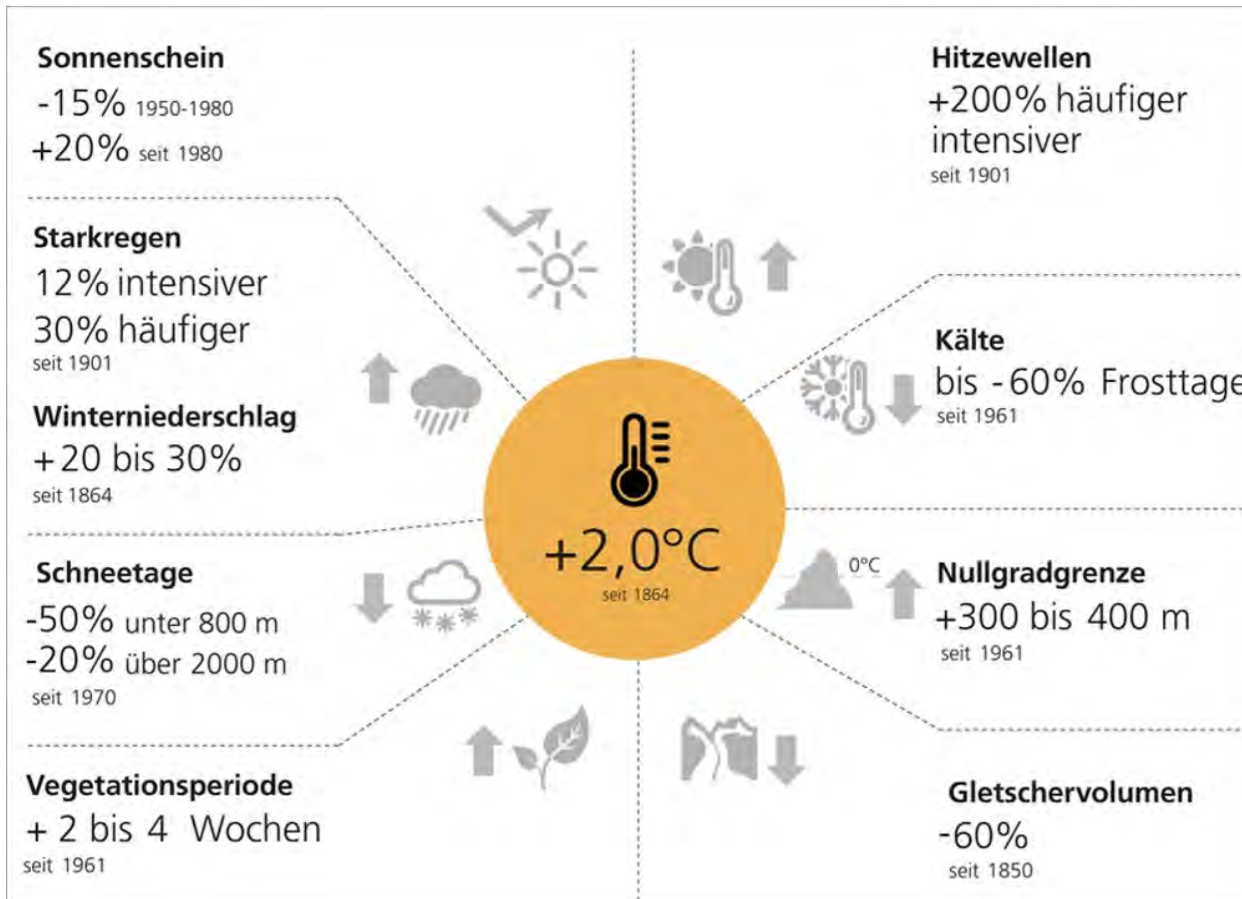 Sonnenschein
-15% 1950-1980
+20% seit 1980
Starkregen
12% intensiver
30% häufiger
seit 1901
Winterniederschlag
+ 20 bis 30%
seit 1864
Schneetage
-50% unter 800 m
-20% über 2000 m
seit 1970
Vegetationsperiode
+ 2 bis 4 Wochen
seit 1961
+2,0°C
seit 1864
Hitzewellen
+200% häufiger
intensiver
seit 1901
Kälte
bis -60% Frosttage
seit 1961
0°C
Nullgradgrenze
+300 bis 400 m
seit 1961
Gletschervolumen
-60%
seit 1850